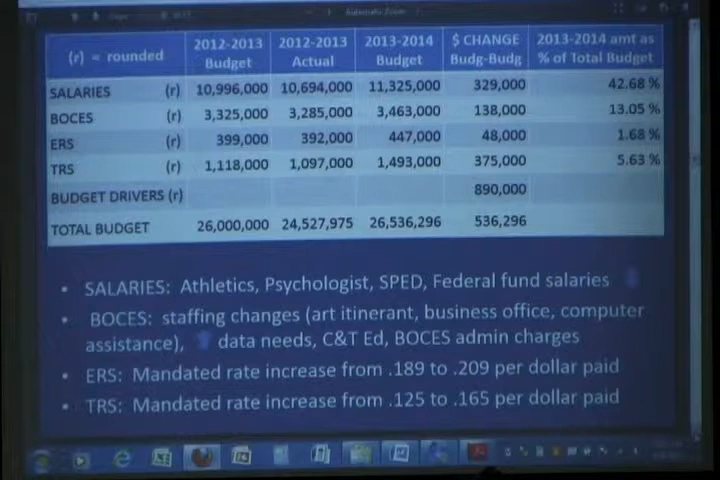 Automatic Zoom
(r) = rounded 2012-2013 Budget 2012-2013 Actual 2013-2014 Budget $ CHANGE Budg-Budg 2013-2014 amt as % of Total Budget
SALARIES (r) 10,996,000 10,694,000 11,325,000 329,000 42.68 %
BOCES (r) 3,325,000 3,285,000 3,463,000 138,000 13.05 %
ERS (r) 399,000 392,000 447,000 48,000 1.68 %
TRS (r) 1,118,000 1,097,000 1,493,000 375,000 5.63 %
BUDGET DRIVERS (r) 890,000
TOTAL BUDGET 26,000,000 24,527,975 26,536,296 536,296
• SALARIES: Athletics, Psychologist, SPED, Federal fund salaries
• BOCES: staffing changes (art itinerant, business office, computer
assistance), data needs, C&T Ed, BOCES admin charges
• ERS: Mandated rate increase from .189 to .209 per dollar paid
• TRS: Mandated rate increase from .125 to .165 per dollar paid